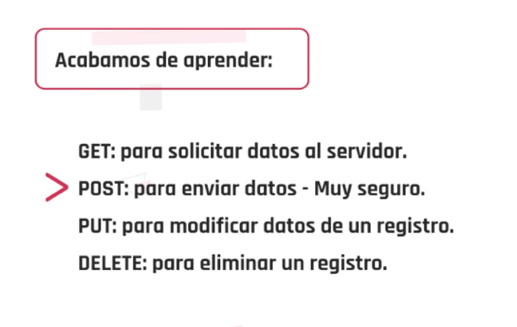 Acabamos de aprender:
GET: para solicitar datos al servidor.
POST: para enviar datos - Muy seguro.
PUT: para modificar datos de un registro.
DELETE: para eliminar un registro.